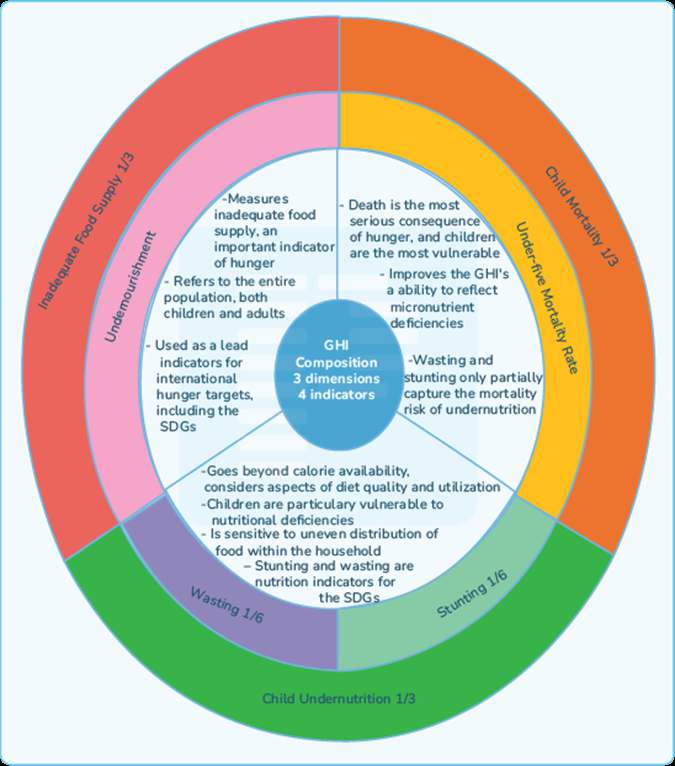 Inadequate Food Supply 1/3
Undernourishment
Child Mortality 1/3
Under-five Mortality Rate
-Measures
inadequate food
supply, an
important indicator
of hunger
- Refers to the entire
population, both
children and adults
- Used as a lead
indicators for
international
hunger targets,
including the
SDGs
- Death is the most
serious consequence
of hunger, and children
are the most vulnerable
- Improves the GHI's
a ability to reflect
micronutrient
deficiencies
-Wasting and
stunting only partially
capture the mortality
risk of undernutrition
GHI
Composition
3 dimensions
4 indicators
-Goes beyond calorie availability,
considers aspects of diet quality and utilization
-Children are particulary vulnerable to
nutritional deficiencies
- Is sensitive to uneven distribution of
food within the household
– Stunting and wasting are
nutrition indicators for
the SDGs
Wasting 1/6
Stunting 1/6
Child Undernutrition 1/3